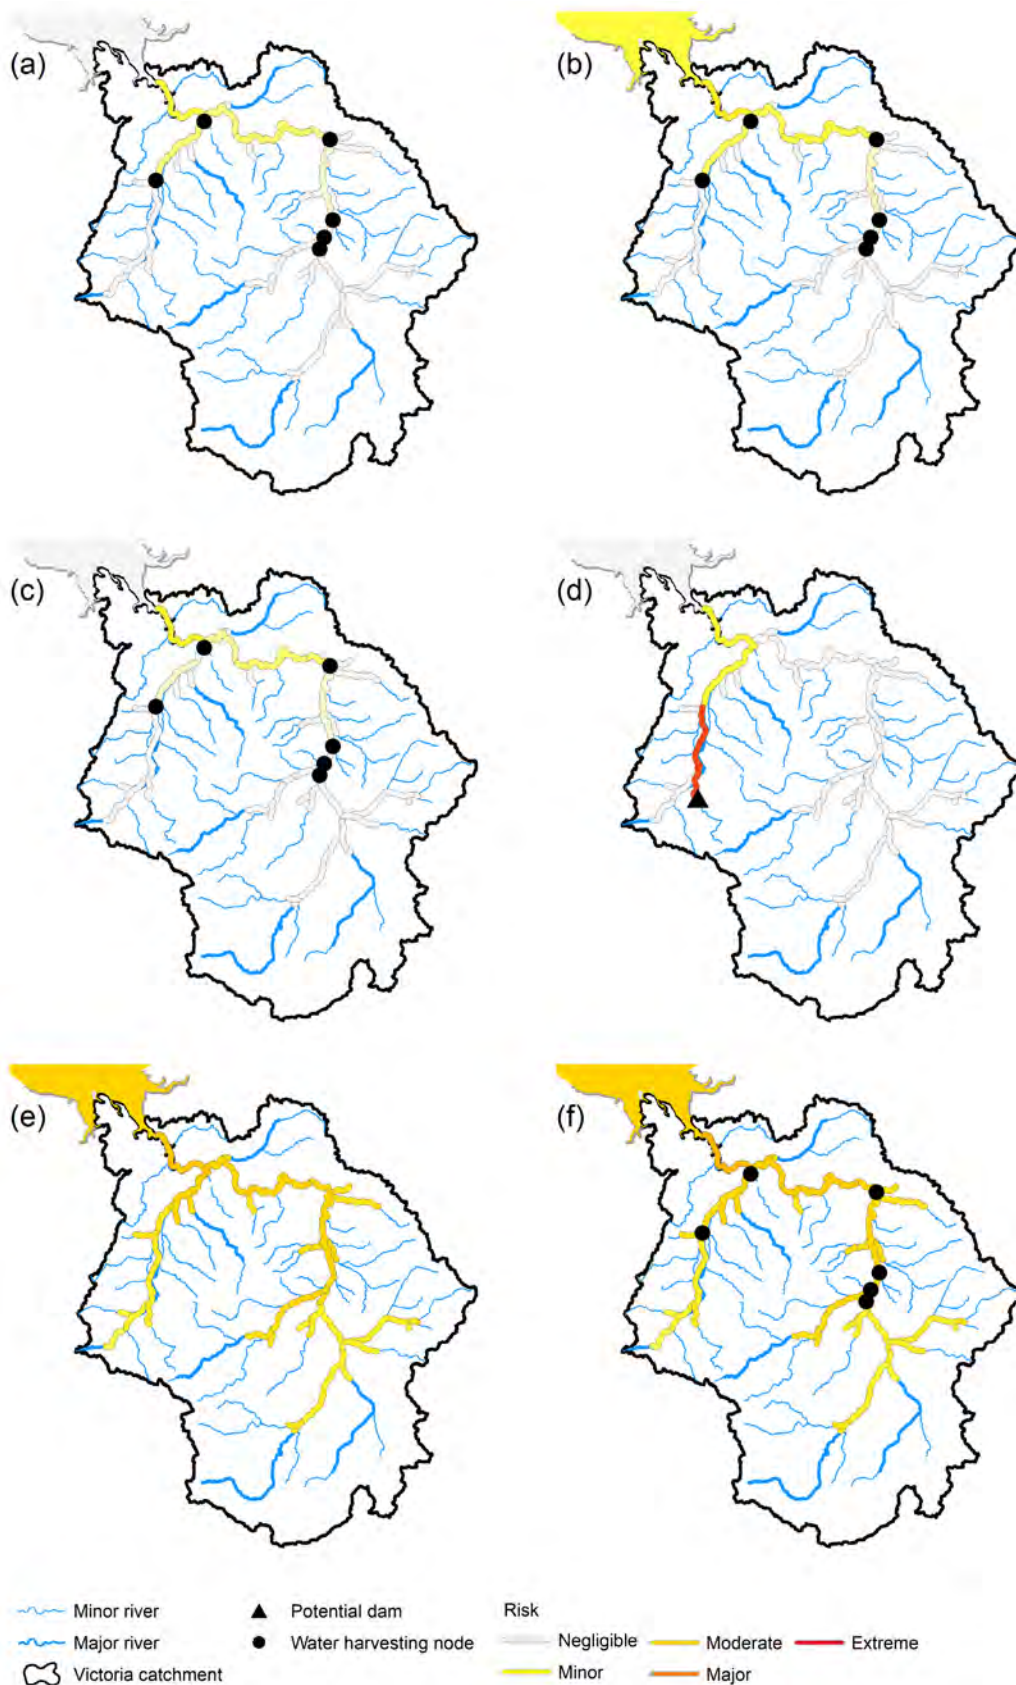 (a)
(b)
(c)
(d)
(e)
(f)
Minor river
Major river
Victoria catchment
Potential dam
Water harvesting node
Risk
Negligible
Minor
Moderate
Major
Extreme